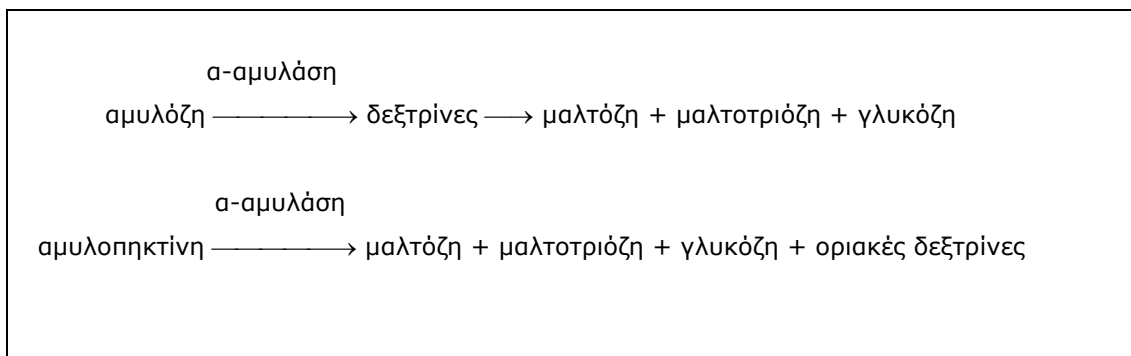 α-αμυλάση
αμυλόζη ⟶ δεξτρίνες ⟶ μαλτόζη + μαλτοτριόζη + γλυκόζη
α-αμυλάση
αμυλοπηκτίνη ⟶ μαλτόζη + μαλτοτριόζη + γλυκόζη + οριακές δεξτρίνες